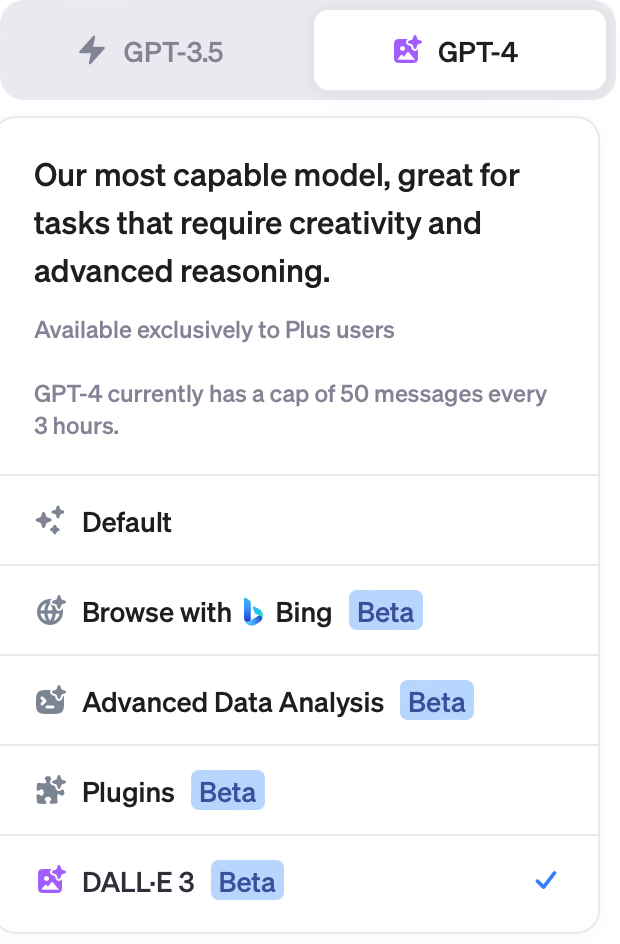 GPT-3.5
GPT-4
Our most capable model, great for
tasks that require creativity and
advanced reasoning.
Available exclusively to Plus users
GPT-4 currently has a cap of 50 messages every
3 hours.
Default
Browse with Bing Beta
Advanced Data Analysis Beta
Plugins Beta
DALL·E 3 Beta